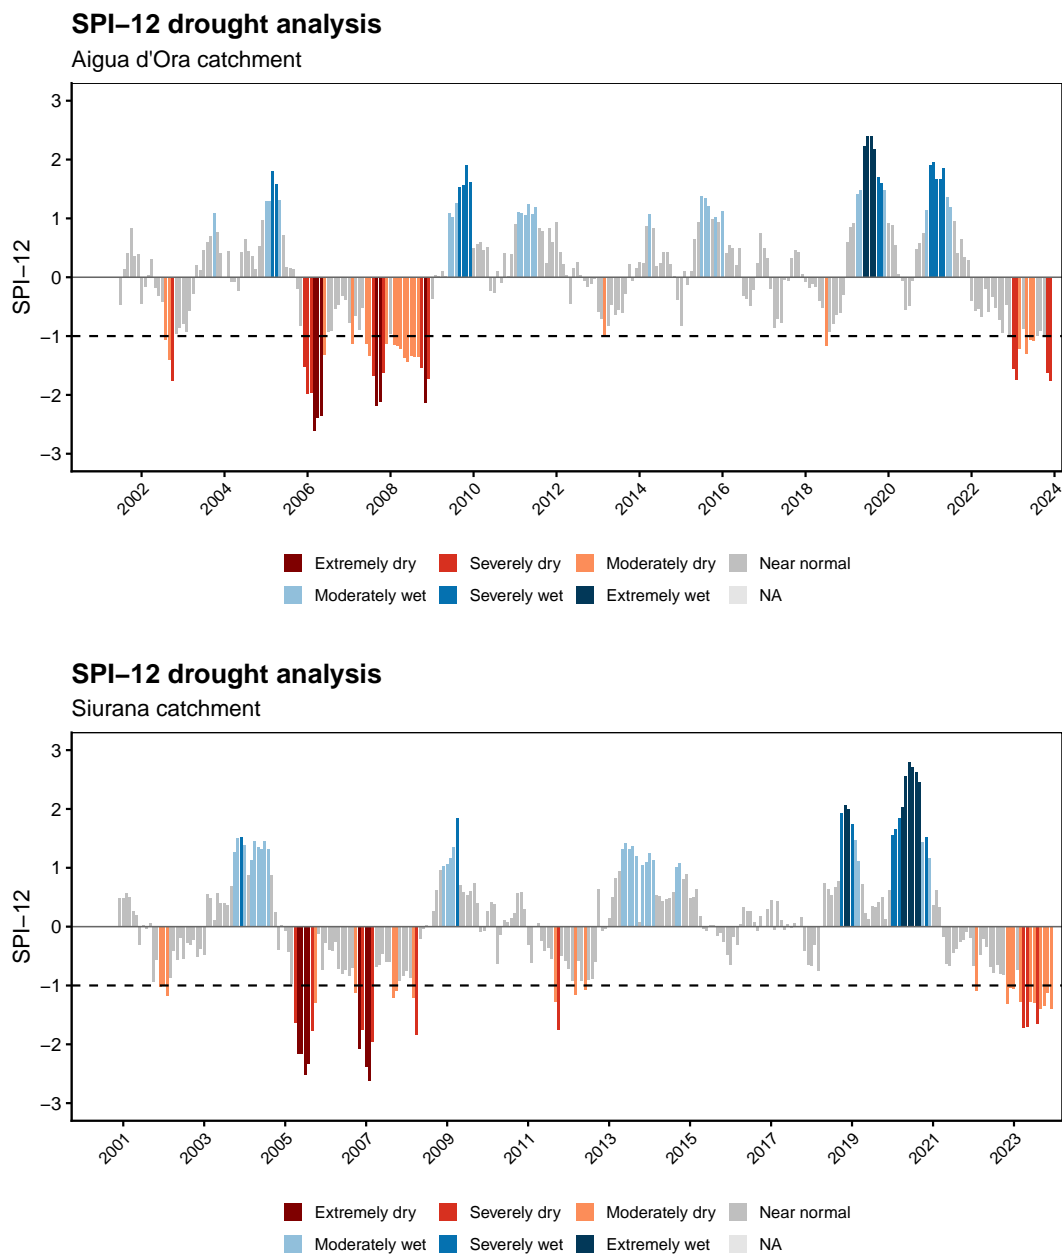 SPI−12 drought analysis
Aigua d'Ora catchment
SPI−12
3
2
1
0
−1
−2
−3
2002 2004 2006 2008 2010 2012 2014 2016 2018 2020 2022 2024
Extremely dry Severely dry Moderately dry Near normal
Moderately wet Severely wet Extremely wet NA
SPI−12 drought analysis
Siurana catchment
SPI−12
3
2
1
0
−1
−2
−3
2001 2003 2005 2007 2009 2011 2013 2015 2017 2019 2021 2023
Extremely dry Severely dry Moderately dry Near normal
Moderately wet Severely wet Extremely wet NA